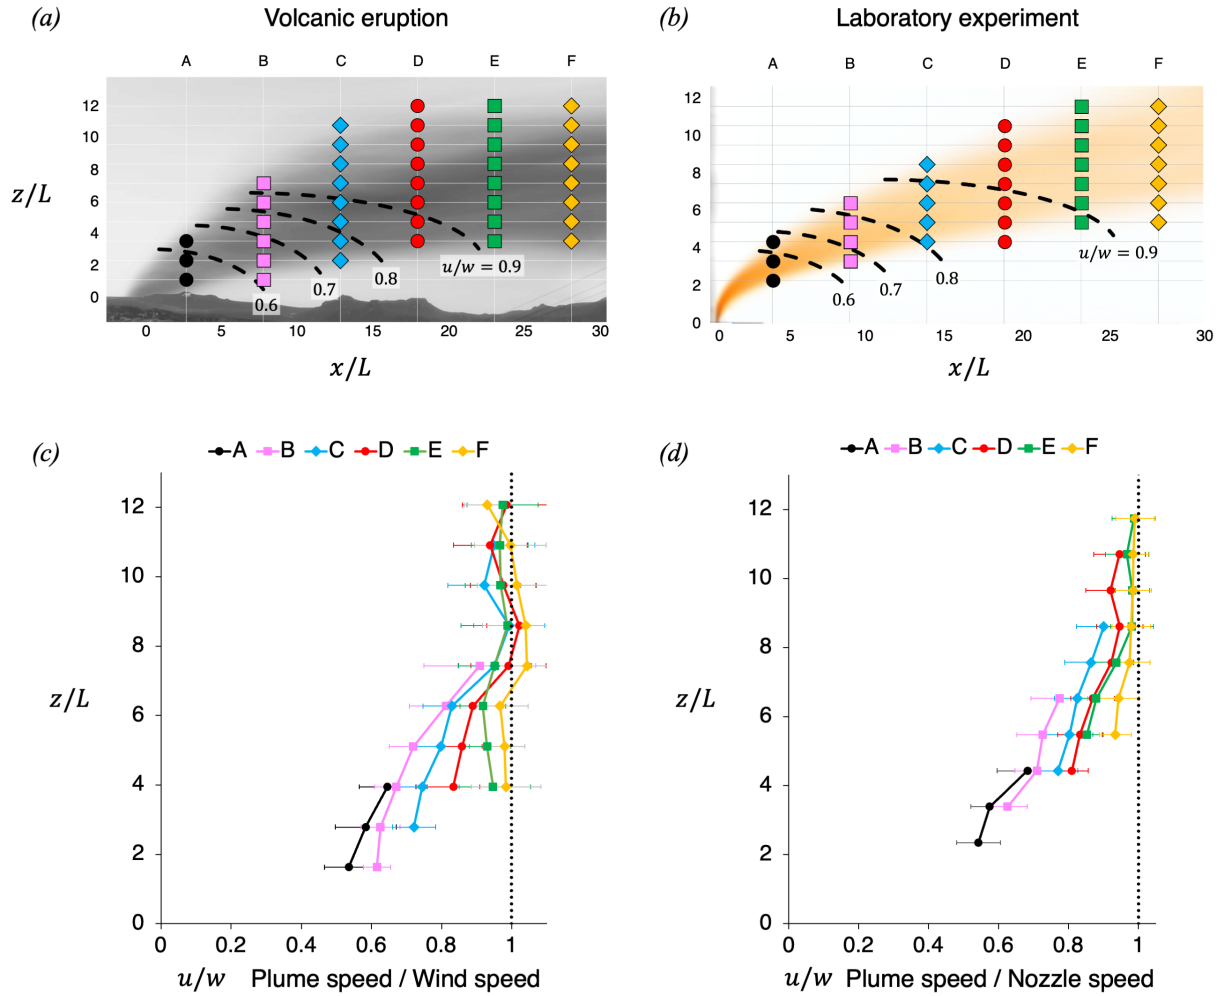 (a) Volcanic eruption
A B C D E F
12
10
8
6
4
2
0
z/L
u/w = 0.9
0.8
0.7
0.6
0 5 10 15 20 25 30
x/L
(b) Laboratory experiment
A B C D E F
12
10
8
6
4
2
0
z/L
u/w = 0.9
0.8
0.7
0.6
0 5 10 15 20 25 30
x/L
(c)
A B C D E F
12
10
8
6
4
2
0
z/L
0 0.2 0.4 0.6 0.8 1
u/w Plume speed / Wind speed
(d)
A B C D E F
12
10
8
6
4
2
0
z/L
0 0.2 0.4 0.6 0.8 1
u/w Plume speed / Nozzle speed